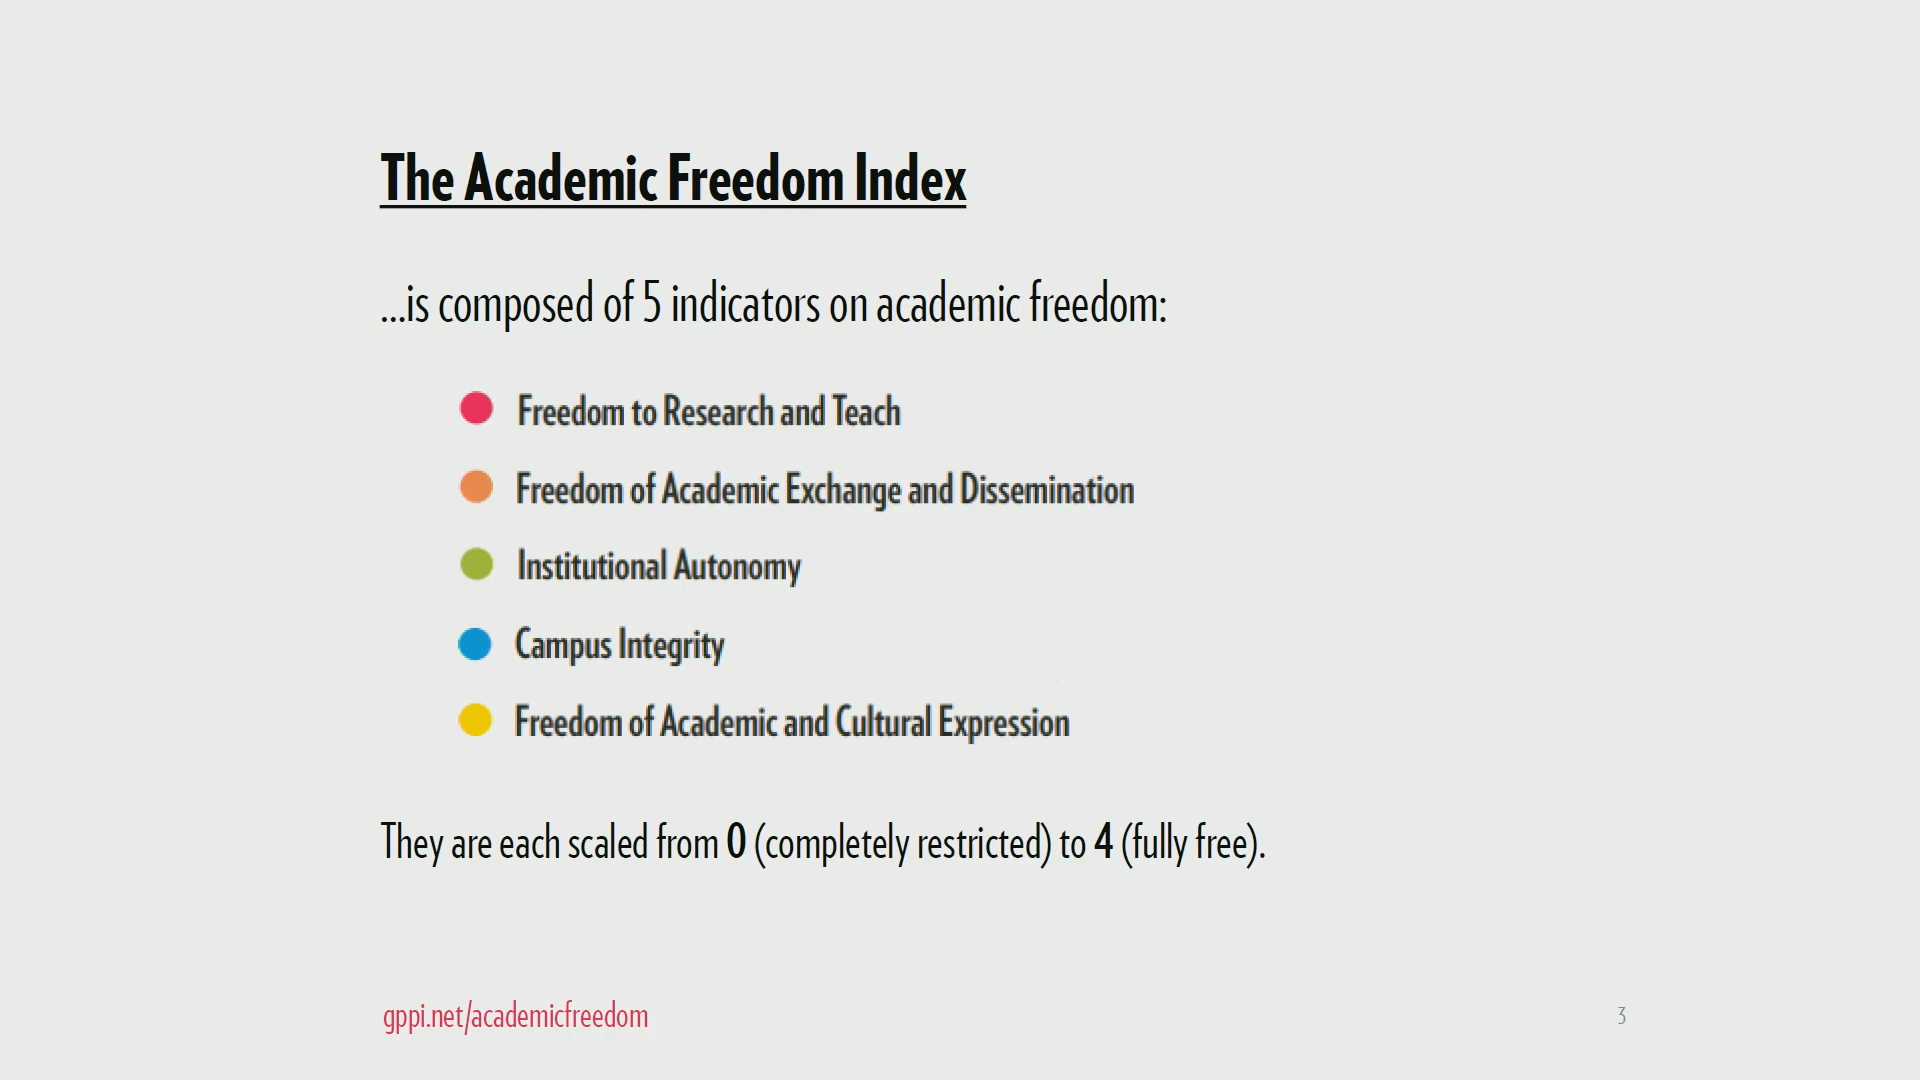 The Academic Freedom Index
...is composed of 5 indicators on academic freedom:
Freedom to Research and Teach
Freedom of Academic Exchange and Dissemination
Institutional Autonomy
Campus Integrity
Freedom of Academic and Cultural Expression
They are each scaled from 0 (completely restricted) to 4 (fully free).
gppi.net/academicfreedom
3